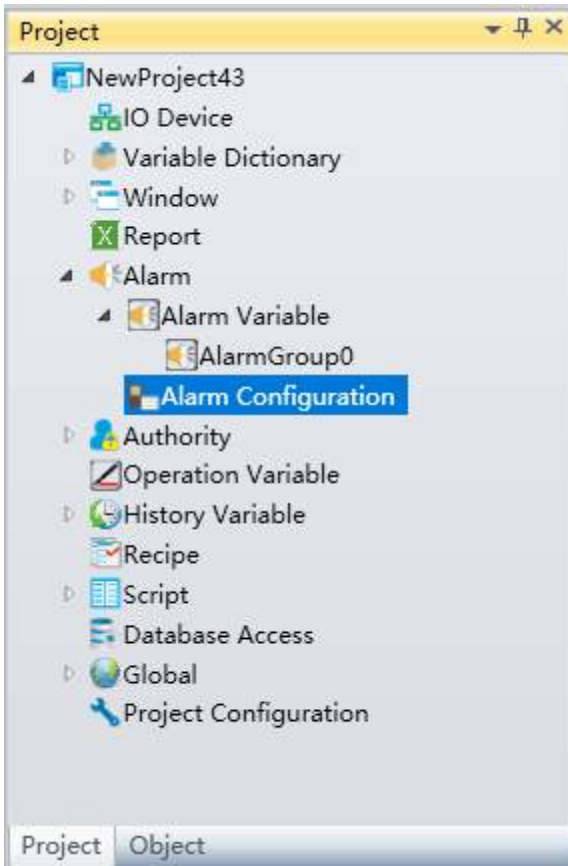 Project
NewProject43
IO Device
Variable Dictionary
Window
Report
Alarm
Alarm Variable
AlarmGroup0
Alarm Configuration
Authority
Operation Variable
History Variable
Recipe
Script
Database Access
Global
Project Configuration
Project Object